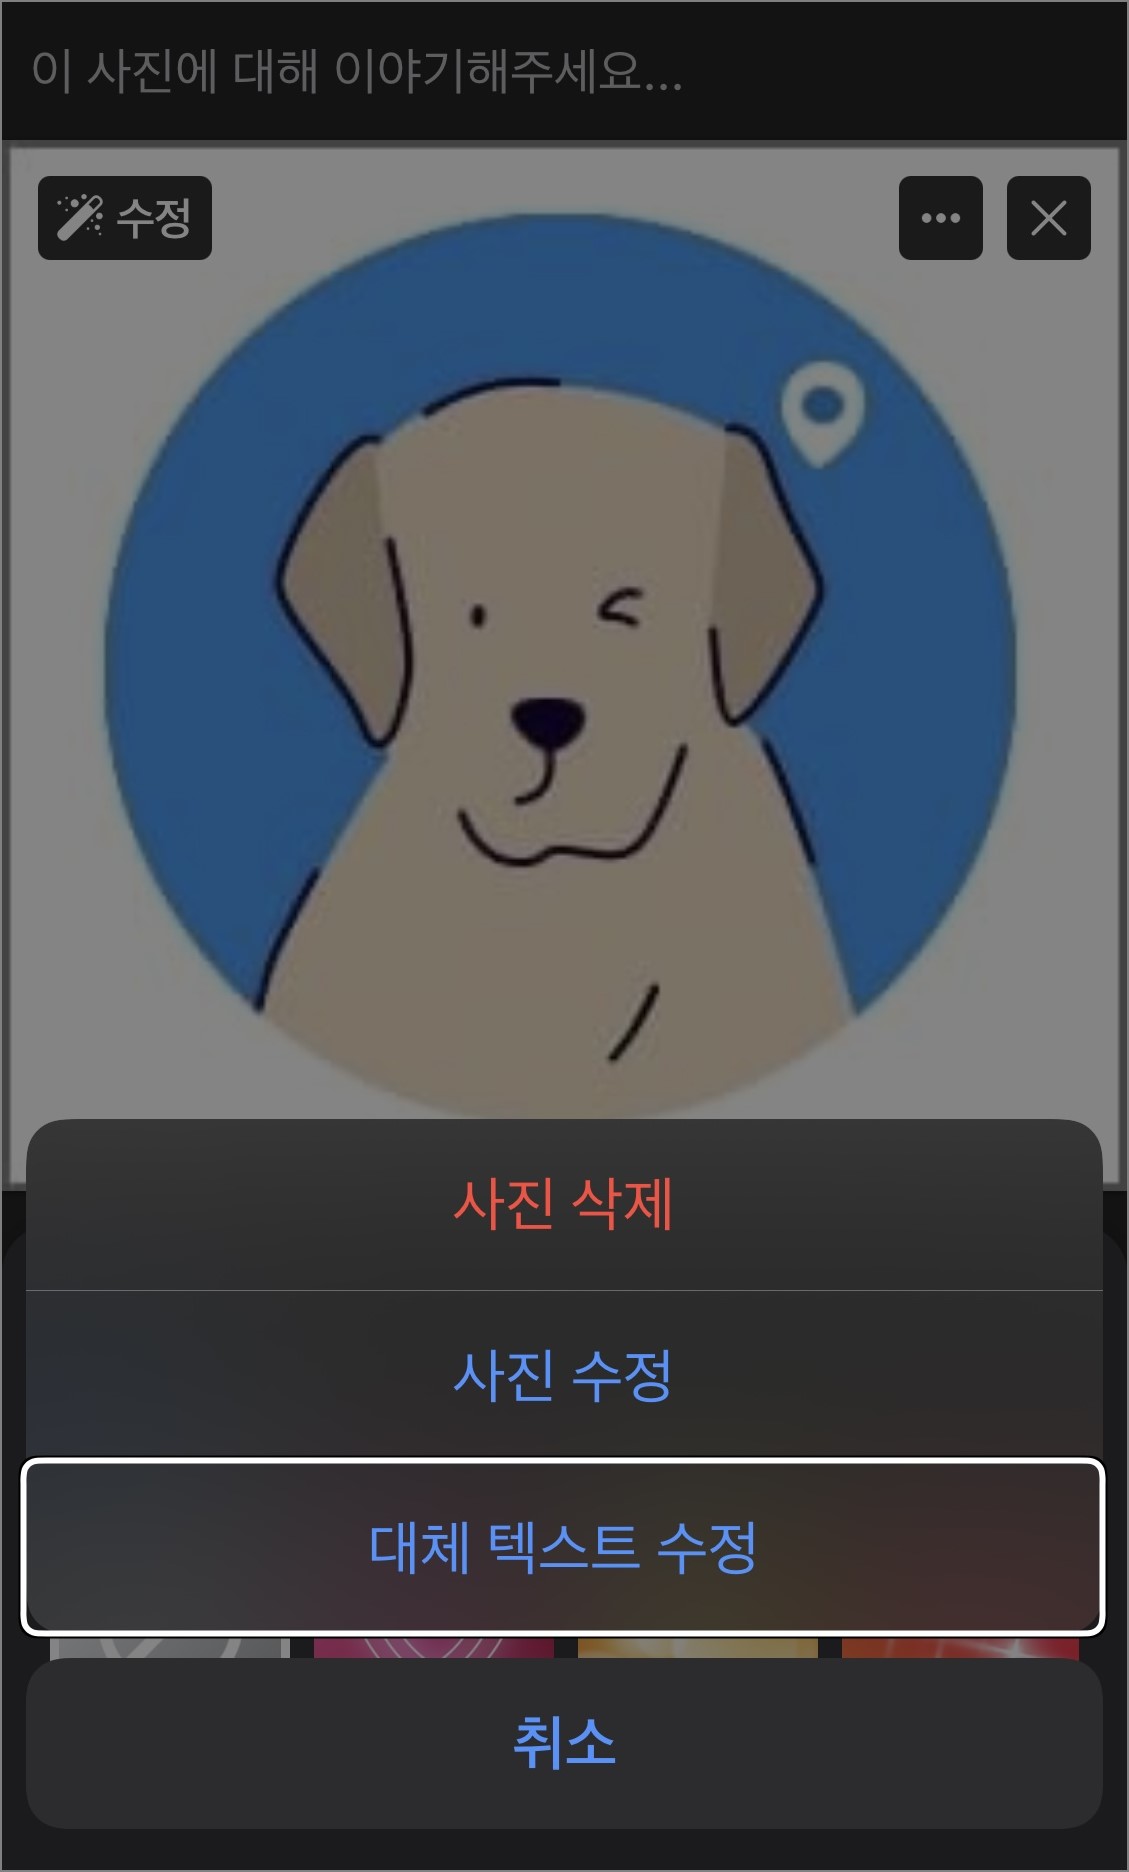 이 사진에 대해 이야기해주세요...
수정
사진 삭제
사진 수정
대체 텍스트 수정
취소